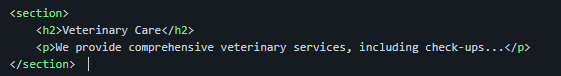 <section>
    <h2>Veterinary Care</h2>
    <p>We provide comprehensive veterinary services, including check-ups...</p>
</section>